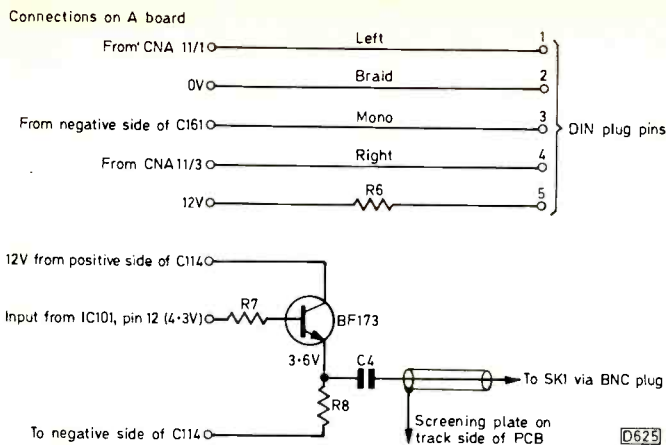 Connections on A board
From CNA 11/1
Left
1
0V
Braid
2
From negative side of C161
Mono
3
DIN plug pins
From CNA11/3
Right
4
12V
R6
5
12V from positive side of C114
R7
Input from IC101, pin 12 (4·3V)
BF173
3·6V
C4
To SK1 via BNC plug
R8
Screening plate on
track side of PCB
To negative side of C114
D625